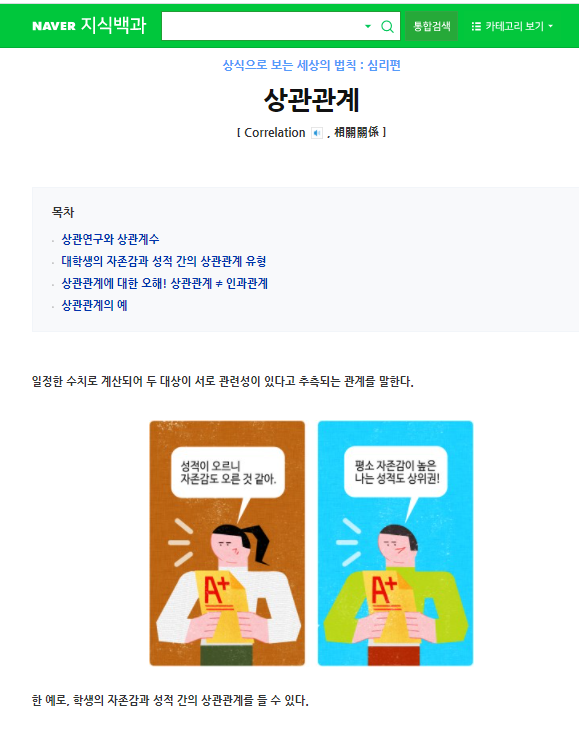 NAVER 지식백과
통합검색
카테고리 보기
상식으로 보는 세상의 법칙 : 심리편
상관관계
[ Correlation , 相關關係 ]
목차
· 상관연구와 상관계수
· 대학생의 자존감과 성적 간의 상관관계 유형
· 상관관계에 대한 오해! 상관관계 ≠ 인과관계
· 상관관계의 예
일정한 수치로 계산되어 두 대상이 서로 관련성이 있다고 추측되는 관계를 말한다.
성적이 오르니
자존감도 오른 것 같아.
평소 자존감이 높은
나는 성적도 상위권!
A+
A+
한 예로, 학생의 자존감과 성적 간의 상관관계를 들 수 있다.